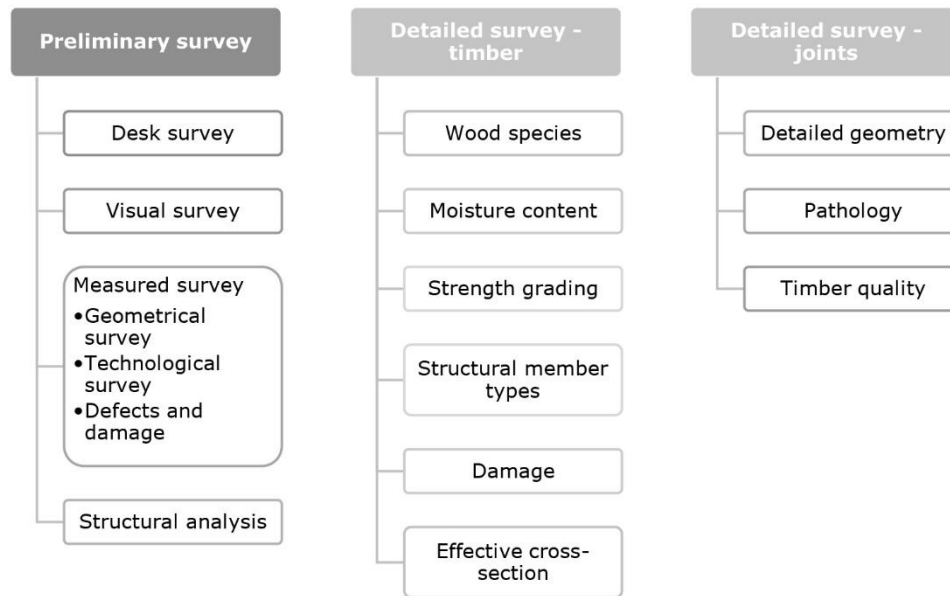 Preliminary survey
Desk survey
Visual survey
Measured survey
•Geometrical
survey
•Technological
survey
•Defects and
damage
Structural analysis
Detailed survey -
timber
Wood species
Moisture content
Strength grading
Structural member
types
Damage
Effective cross-
section
Detailed survey -
joints
Detailed geometry
Pathology
Timber quality